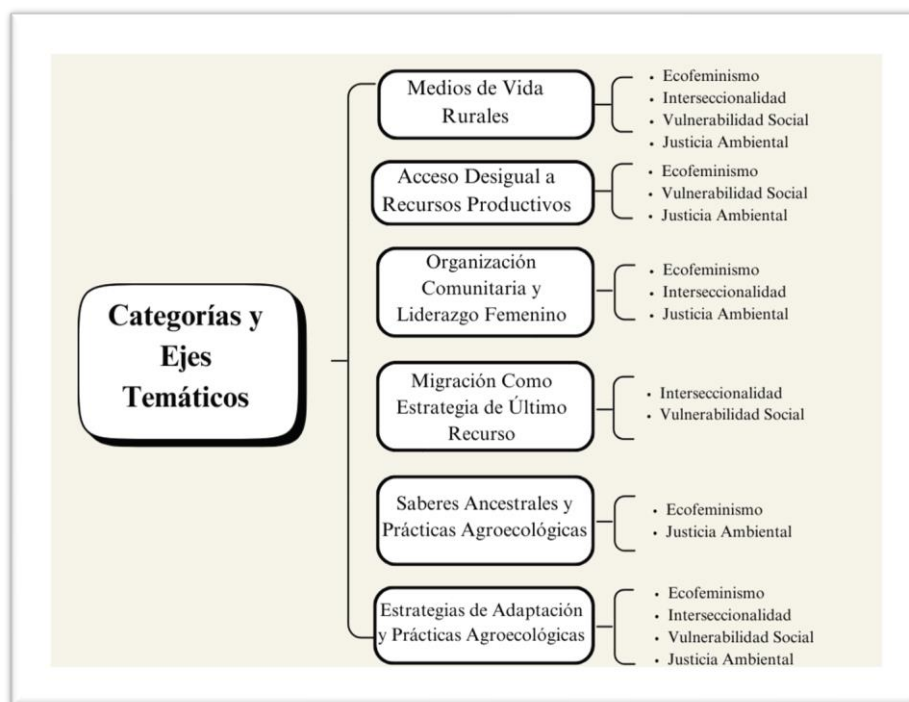 Categorías y
Ejes
Temáticos
Medios de Vida
Rurales
• Ecofeminismo
• Interseccionalidad
• Vulnerabilidad Social
• Justicia Ambiental
Acceso Desigual a
Recursos Productivos
• Ecofeminismo
• Vulnerabilidad Social
• Justicia Ambiental
Organización
Comunitaria y
Liderazgo Femenino
• Ecofeminismo
• Interseccionalidad
• Justicia Ambiental
Migración Como
Estrategia de Último
Recurso
• Interseccionalidad
• Vulnerabilidad Social
Saberes Ancestrales y
Prácticas Agroecológicas
• Ecofeminismo
• Justicia Ambiental
Estrategias de Adaptación
y Prácticas Agroecológicas
• Ecofeminismo
• Interseccionalidad
• Vulnerabilidad Social
• Justicia Ambiental